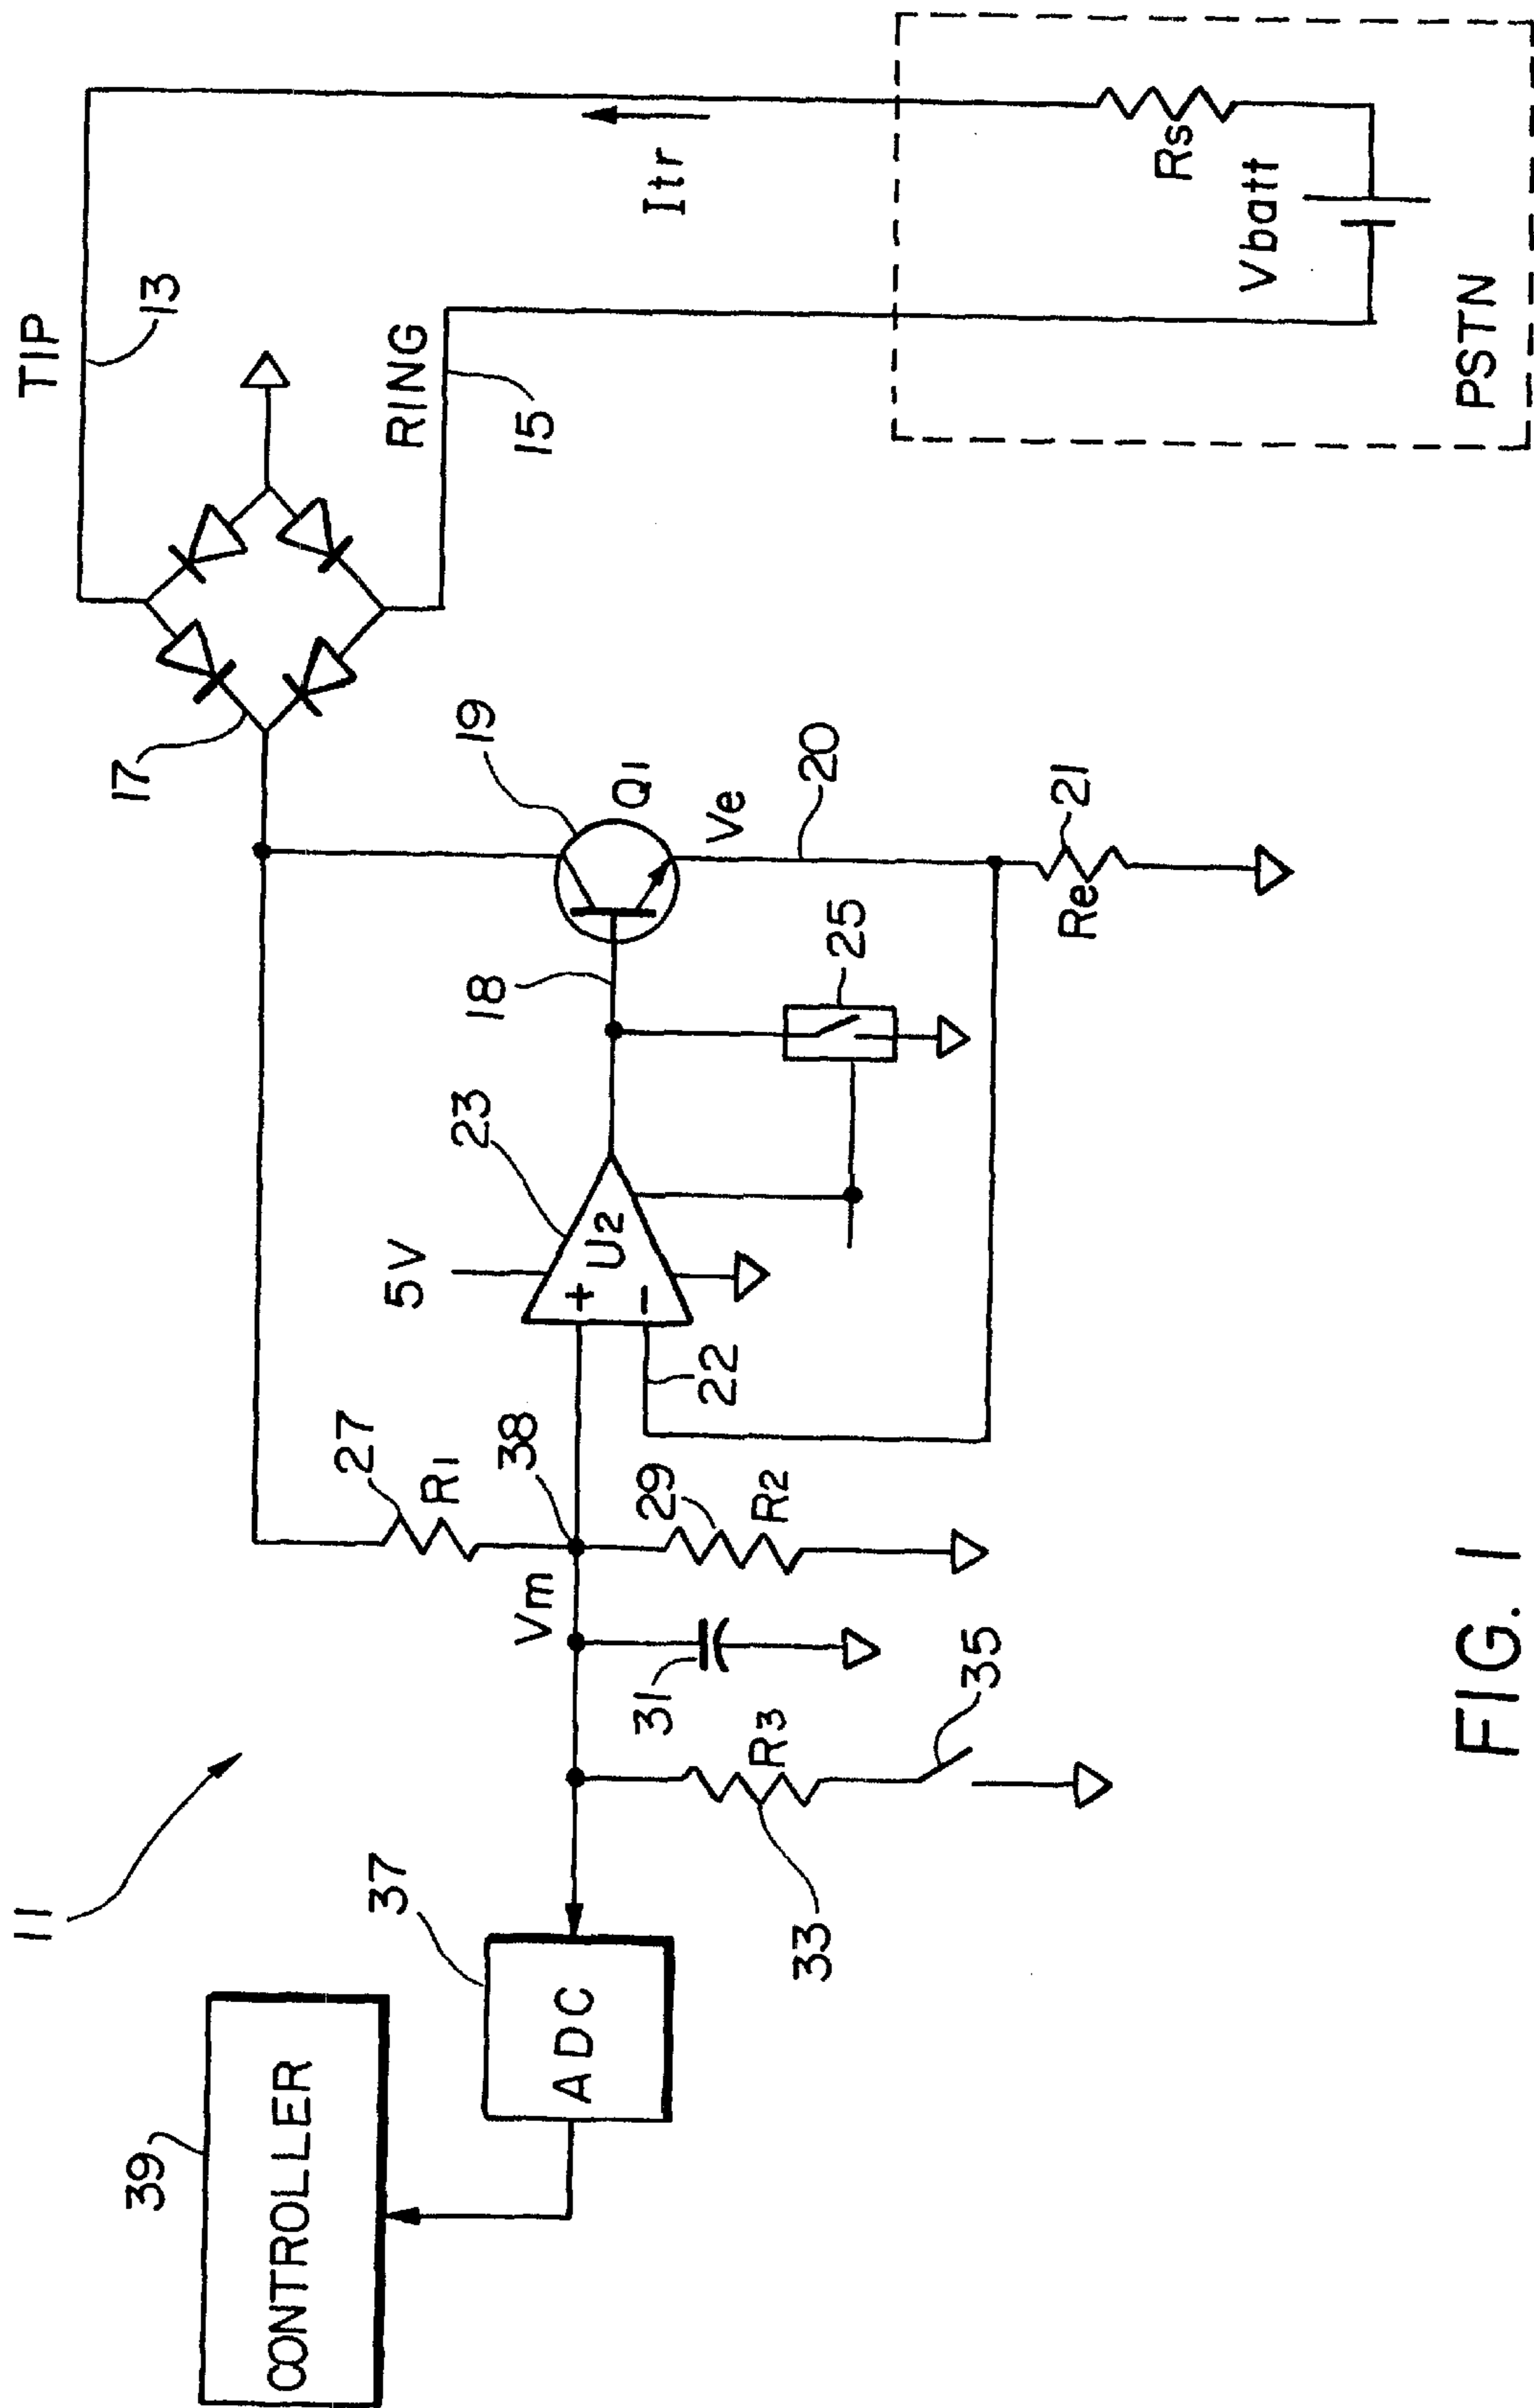 TIP
13
17
RING
15
Itr
Rs
Vbatt
PSTN
19
Q1
Ve
20
21
Re
18
25
23
5V
U2
+
−
22
27
R1
38
29
R2
Vm
31
R3
35
33
11
37
ADC
39
CONTROLLER
FIG. 1